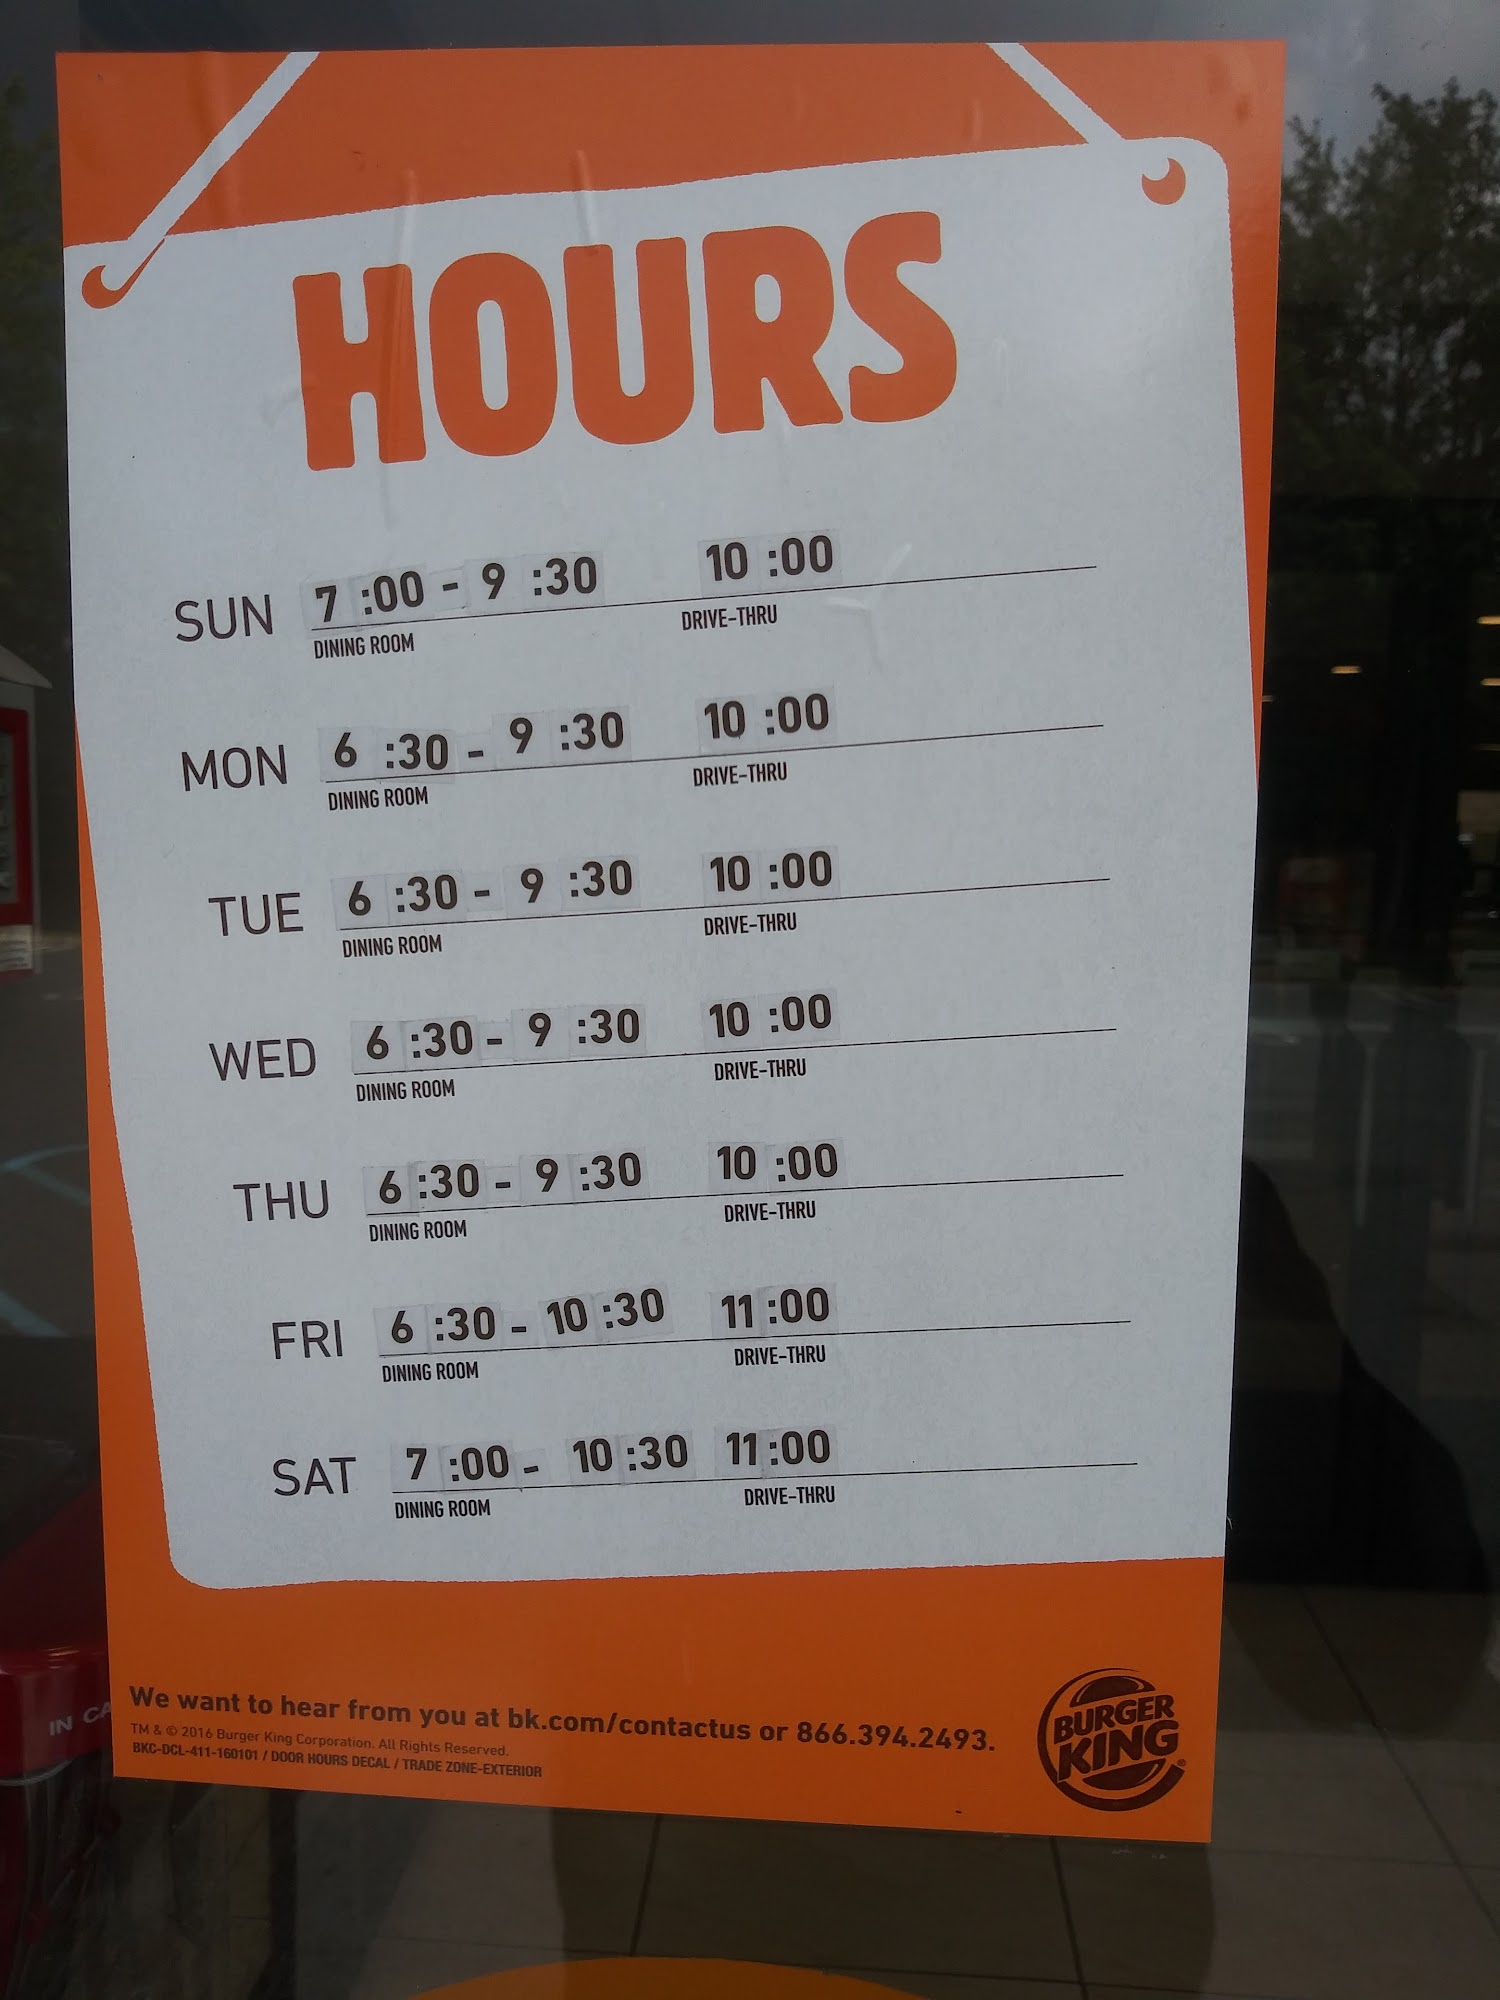 HOURS
SUN 7 :00 - 9 :30 10 :00
DINING ROOM DRIVE-THRU
MON 6 :30 - 9 :30 10 :00
DINING ROOM DRIVE-THRU
TUE 6 :30 - 9 :30 10 :00
DINING ROOM DRIVE-THRU
WED 6 :30 - 9 :30 10 :00
DINING ROOM DRIVE-THRU
THU 6 :30 - 9 :30 10 :00
DINING ROOM DRIVE-THRU
FRI 6 :30 - 10 :30 11 :00
DINING ROOM DRIVE-THRU
SAT 7 :00 - 10 :30 11 :00
DINING ROOM DRIVE-THRU
We want to hear from you at bk.com/contactus or 866.394.2493.
TM & © 2016 Burger King Corporation. All Rights Reserved.
BKC-DCL-411-160101 / DOOR HOURS DECAL / TRADE ZONE-EXTERIOR
BURGER
KING®
IN